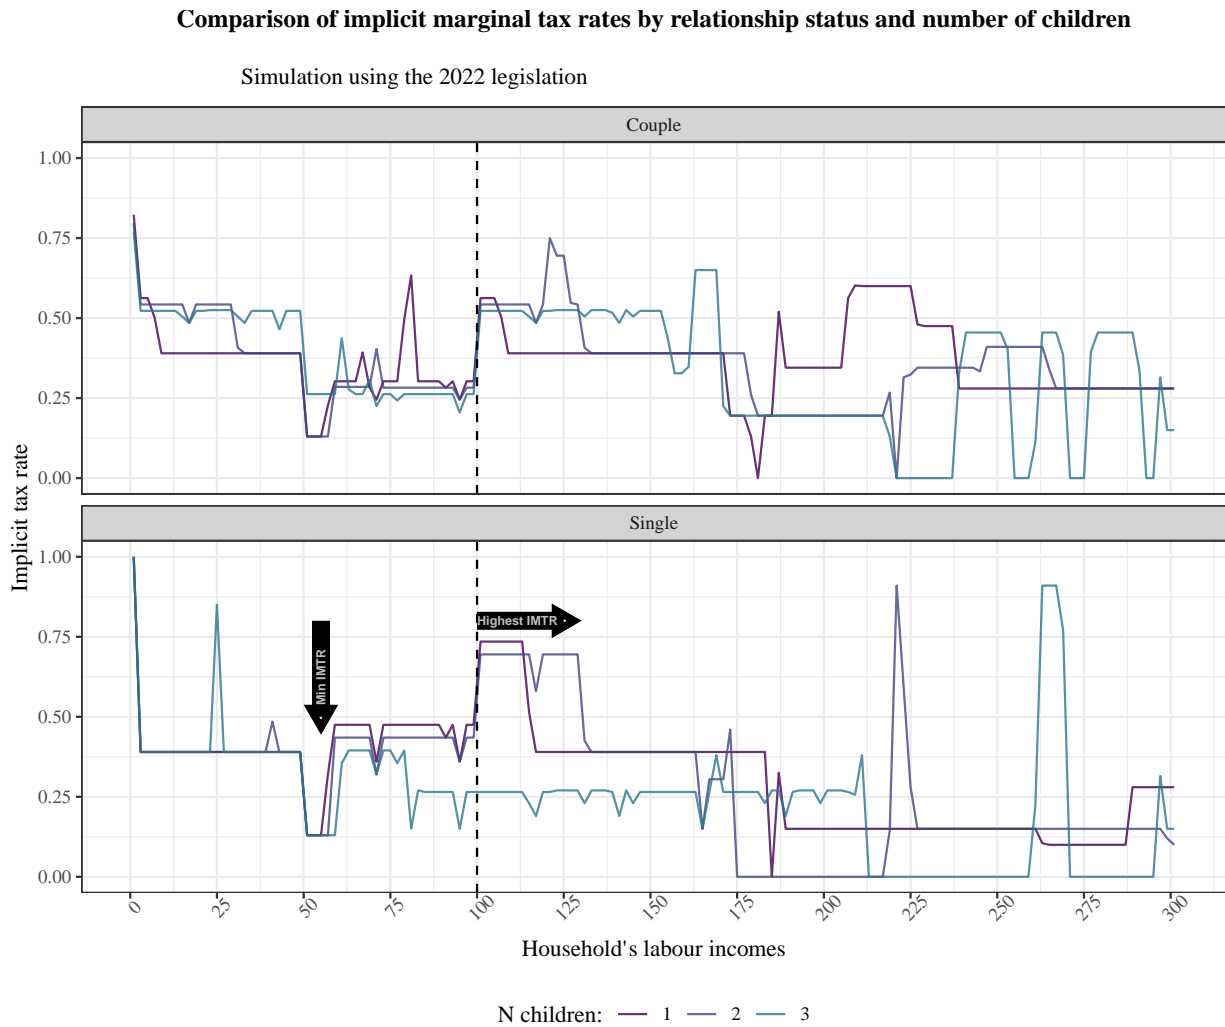 Comparison of implicit marginal tax rates by relationship status and number of children
Simulation using the 2022 legislation
Couple
1.00
0.75
0.50
0.25
0.00
Single
1.00
0.75
0.50
0.25
0.00
Implicit tax rate
Highest IMTR
Min IMTR
0 25 50 75 100 125 150 175 200 225 250 275 300
Household's labour incomes
N children: 1 2 3